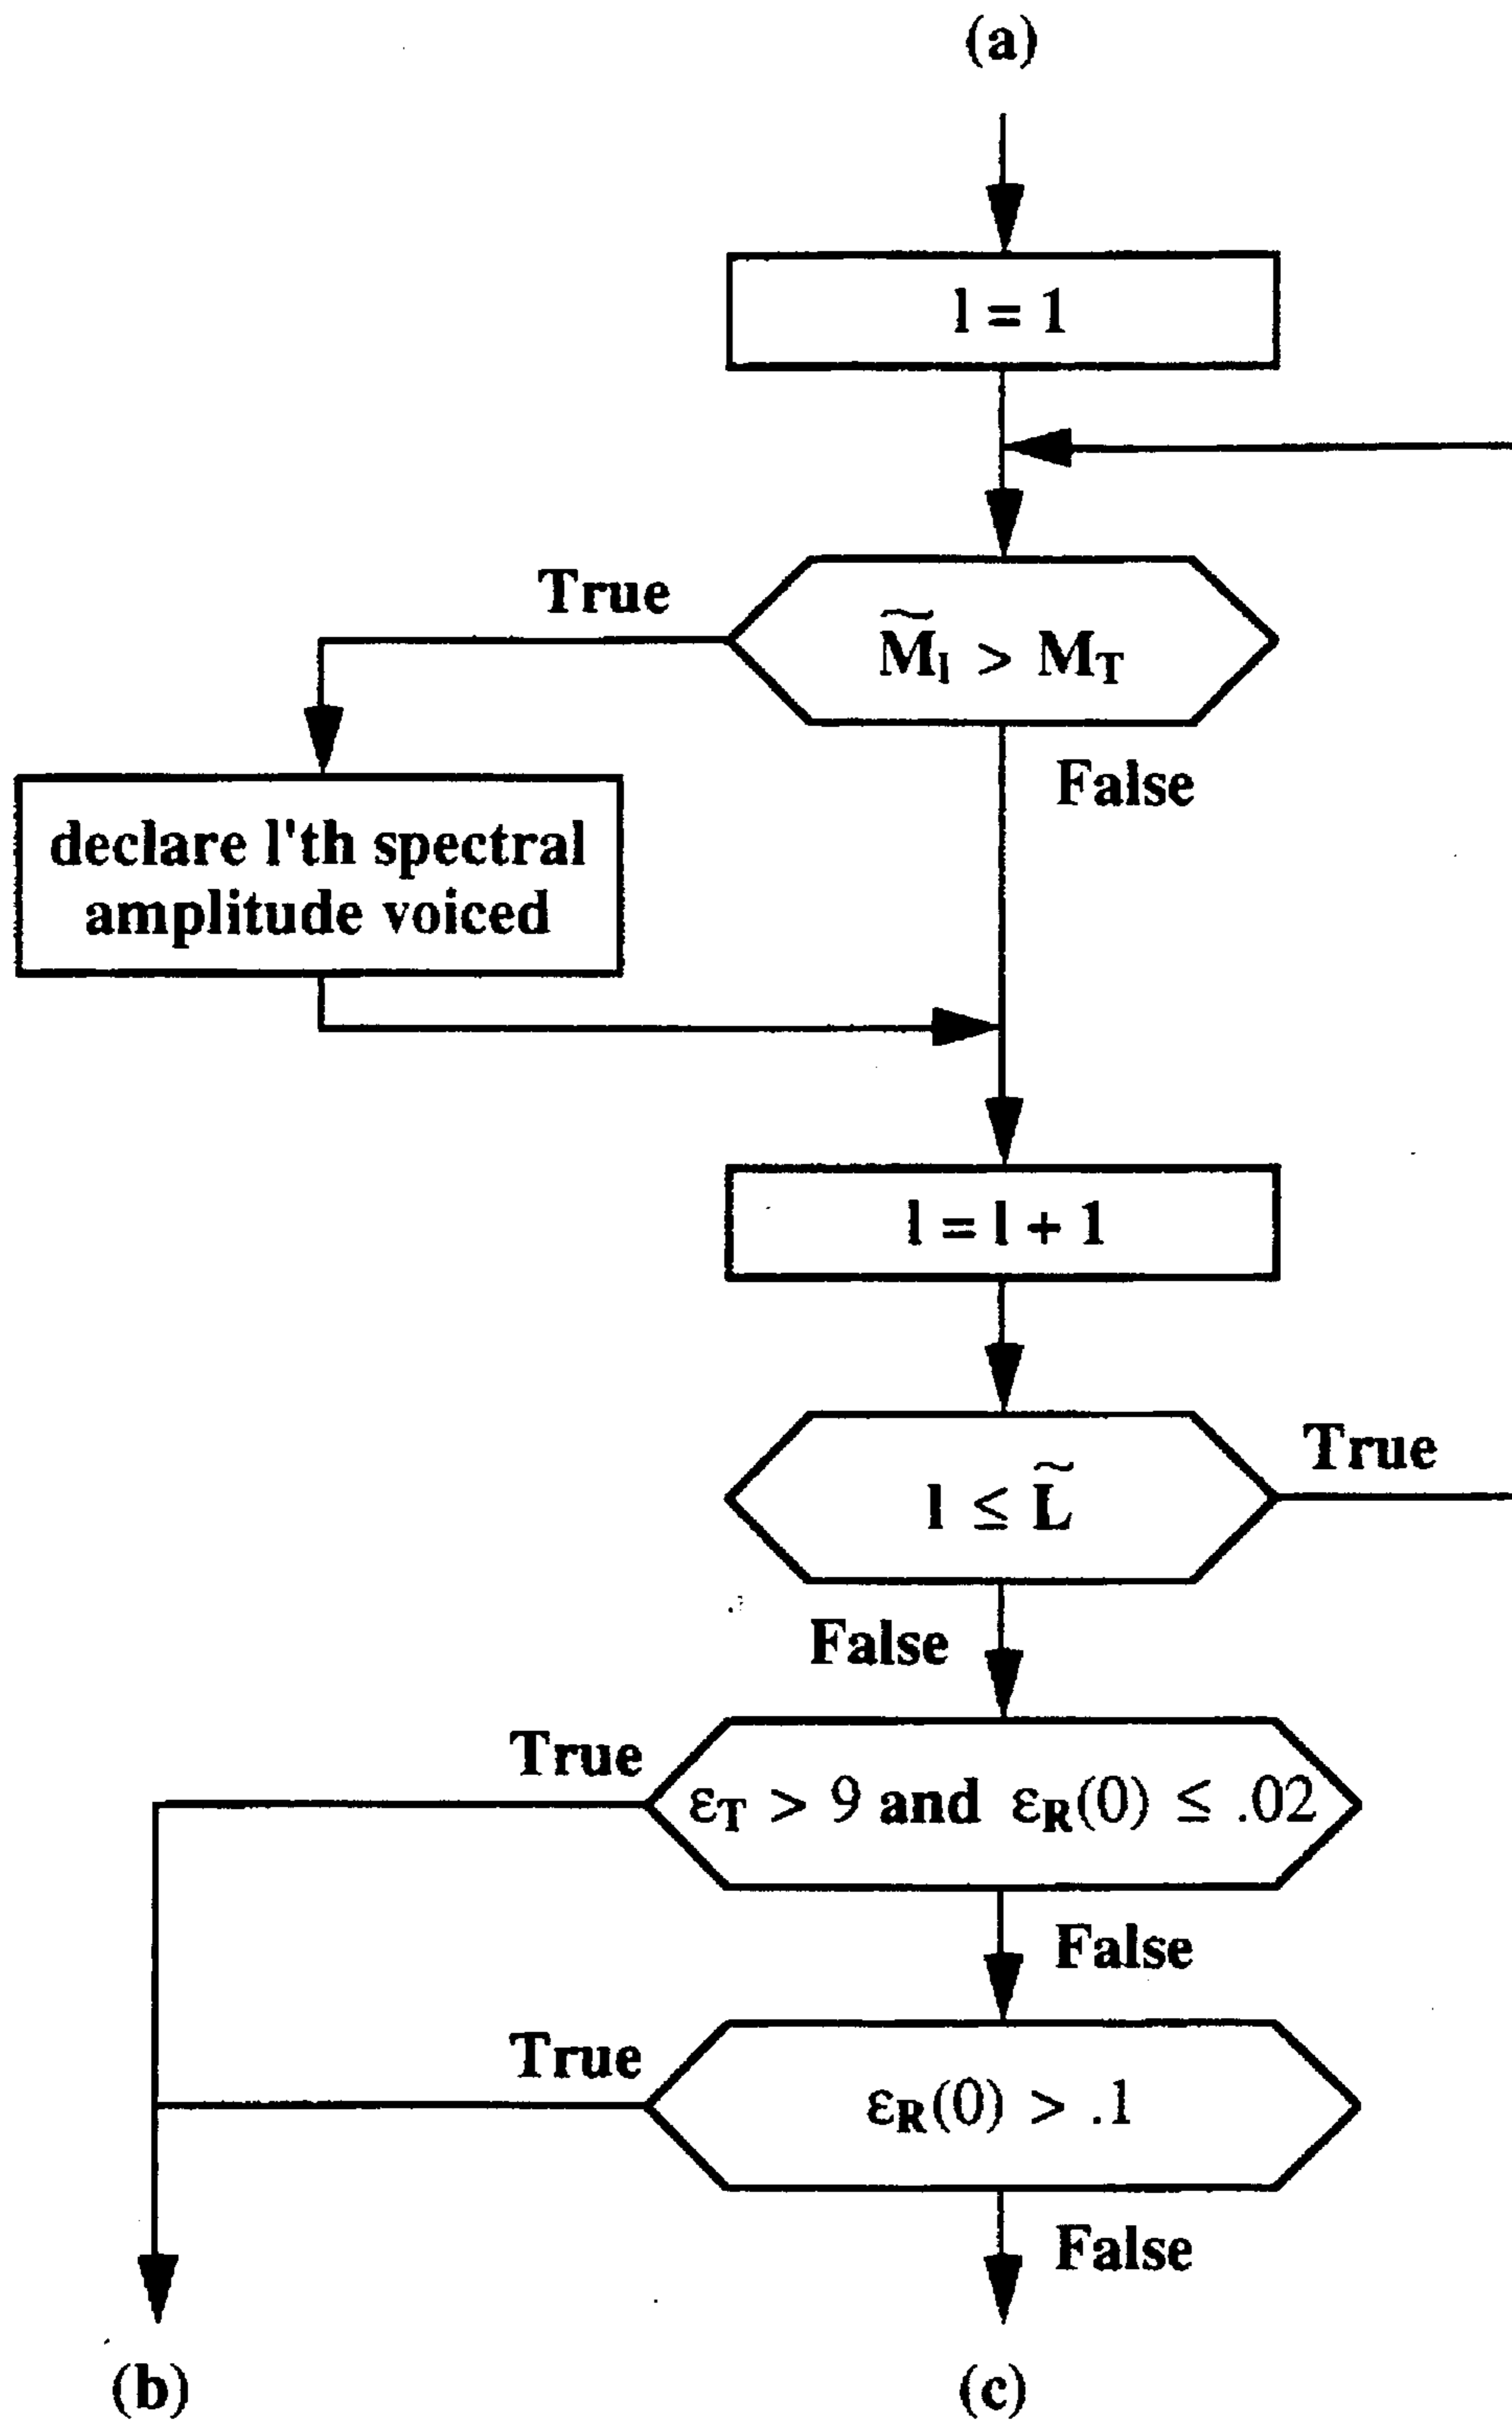 (a)
l = 1
True
M̃l > MT
False
declare l'th spectral
amplitude voiced
l = l + 1
True
l ≤ L̃
False
True
εT > 9 and εR(0) ≤ .02
False
True
εR(0) > .1
False
(b)
(c)